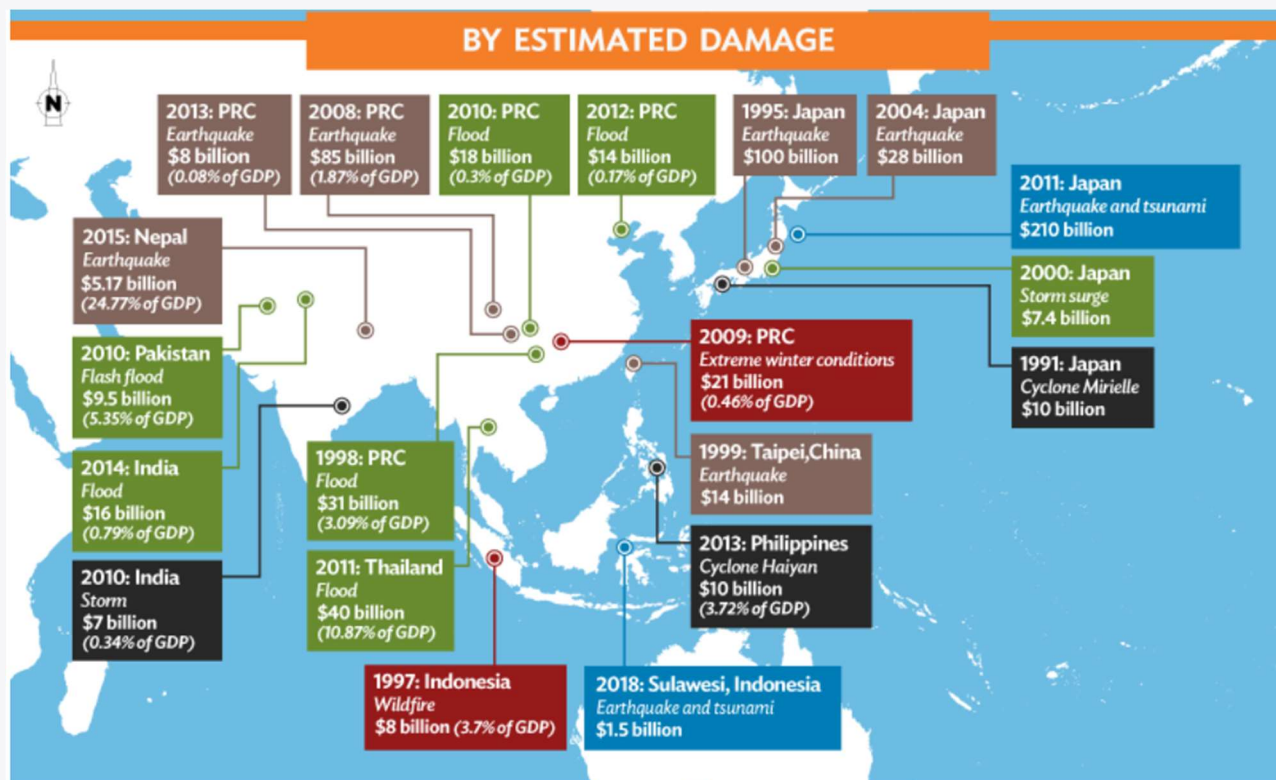 BY ESTIMATED DAMAGE
N
2013: PRC
Earthquake
$8 billion
(0.08% of GDP)
2008: PRC
Earthquake
$85 billion
(1.87% of GDP)
2010: PRC
Flood
$18 billion
(0.3% of GDP)
2012: PRC
Flood
$14 billion
(0.17% of GDP)
1995: Japan
Earthquake
$100 billion
2004: Japan
Earthquake
$28 billion
2011: Japan
Earthquake and tsunami
$210 billion
2015: Nepal
Earthquake
$5.17 billion
(24.77% of GDP)
2000: Japan
Storm surge
$7.4 billion
2010: Pakistan
Flash flood
$9.5 billion
(5.35% of GDP)
2009: PRC
Extreme winter conditions
$21 billion
(0.46% of GDP)
1991: Japan
Cyclone Mirielle
$10 billion
2014: India
Flood
$16 billion
(0.79% of GDP)
1998: PRC
Flood
$31 billion
(3.09% of GDP)
1999: Taipei,China
Earthquake
$14 billion
2010: India
Storm
$7 billion
(0.34% of GDP)
2011: Thailand
Flood
$40 billion
(10.87% of GDP)
2013: Philippines
Cyclone Haiyan
$10 billion
(3.72% of GDP)
1997: Indonesia
Wildfire
$8 billion (3.7% of GDP)
2018: Sulawesi, Indonesia
Earthquake and tsunami
$1.5 billion